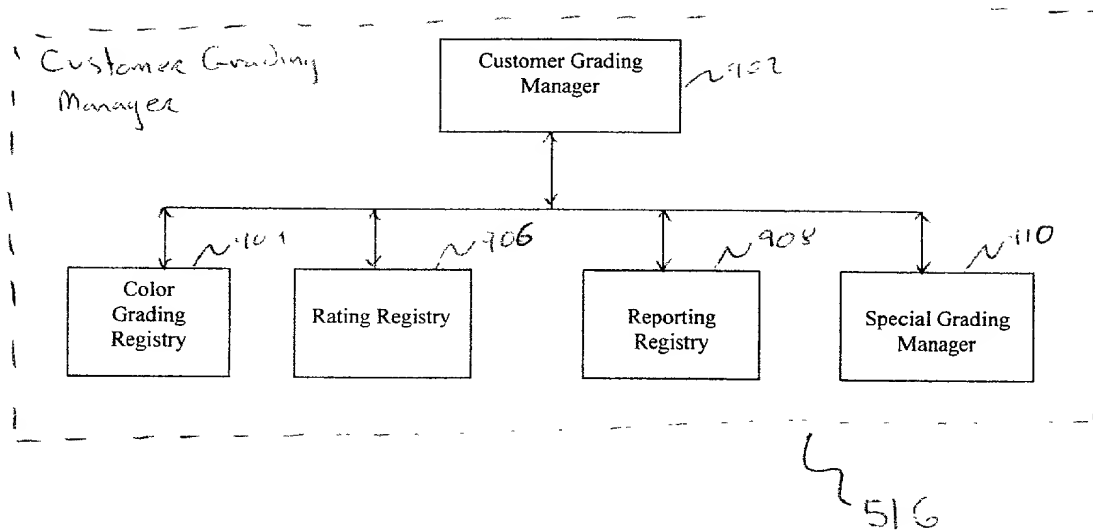 Customer Grading
Manager
Customer Grading
Manager
902
906
908
Color
Grading
Registry
Rating Registry
Reporting
Registry
Special Grading
Manager
516